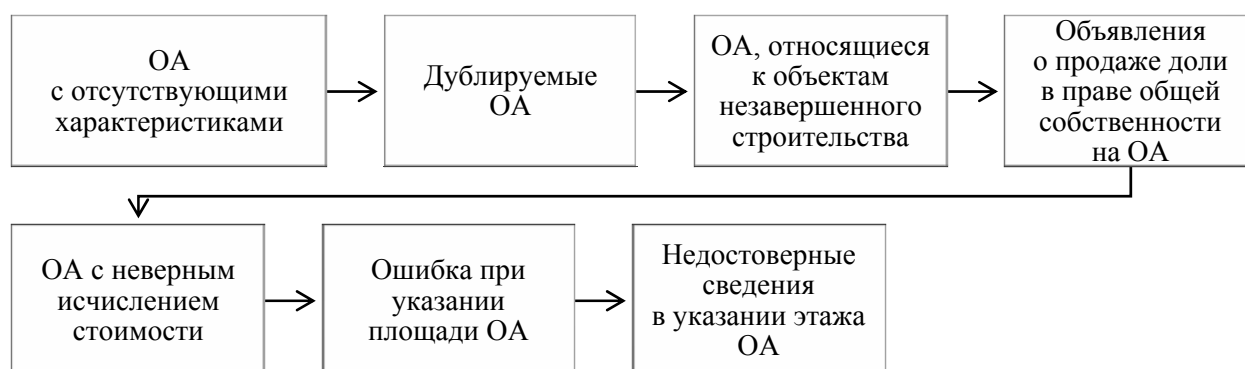 ОА
с отсутствующими
характеристиками
Дублируемые
ОА
ОА, относящиеся
к объектам
незавершенного
строительства
Объявления
о продаже доли
в праве общей
собственности
на ОА
ОА с неверным
исчислением
стоимости
Ошибка при
указании
площади ОА
Недостоверные
сведения
в указании этажа
ОА